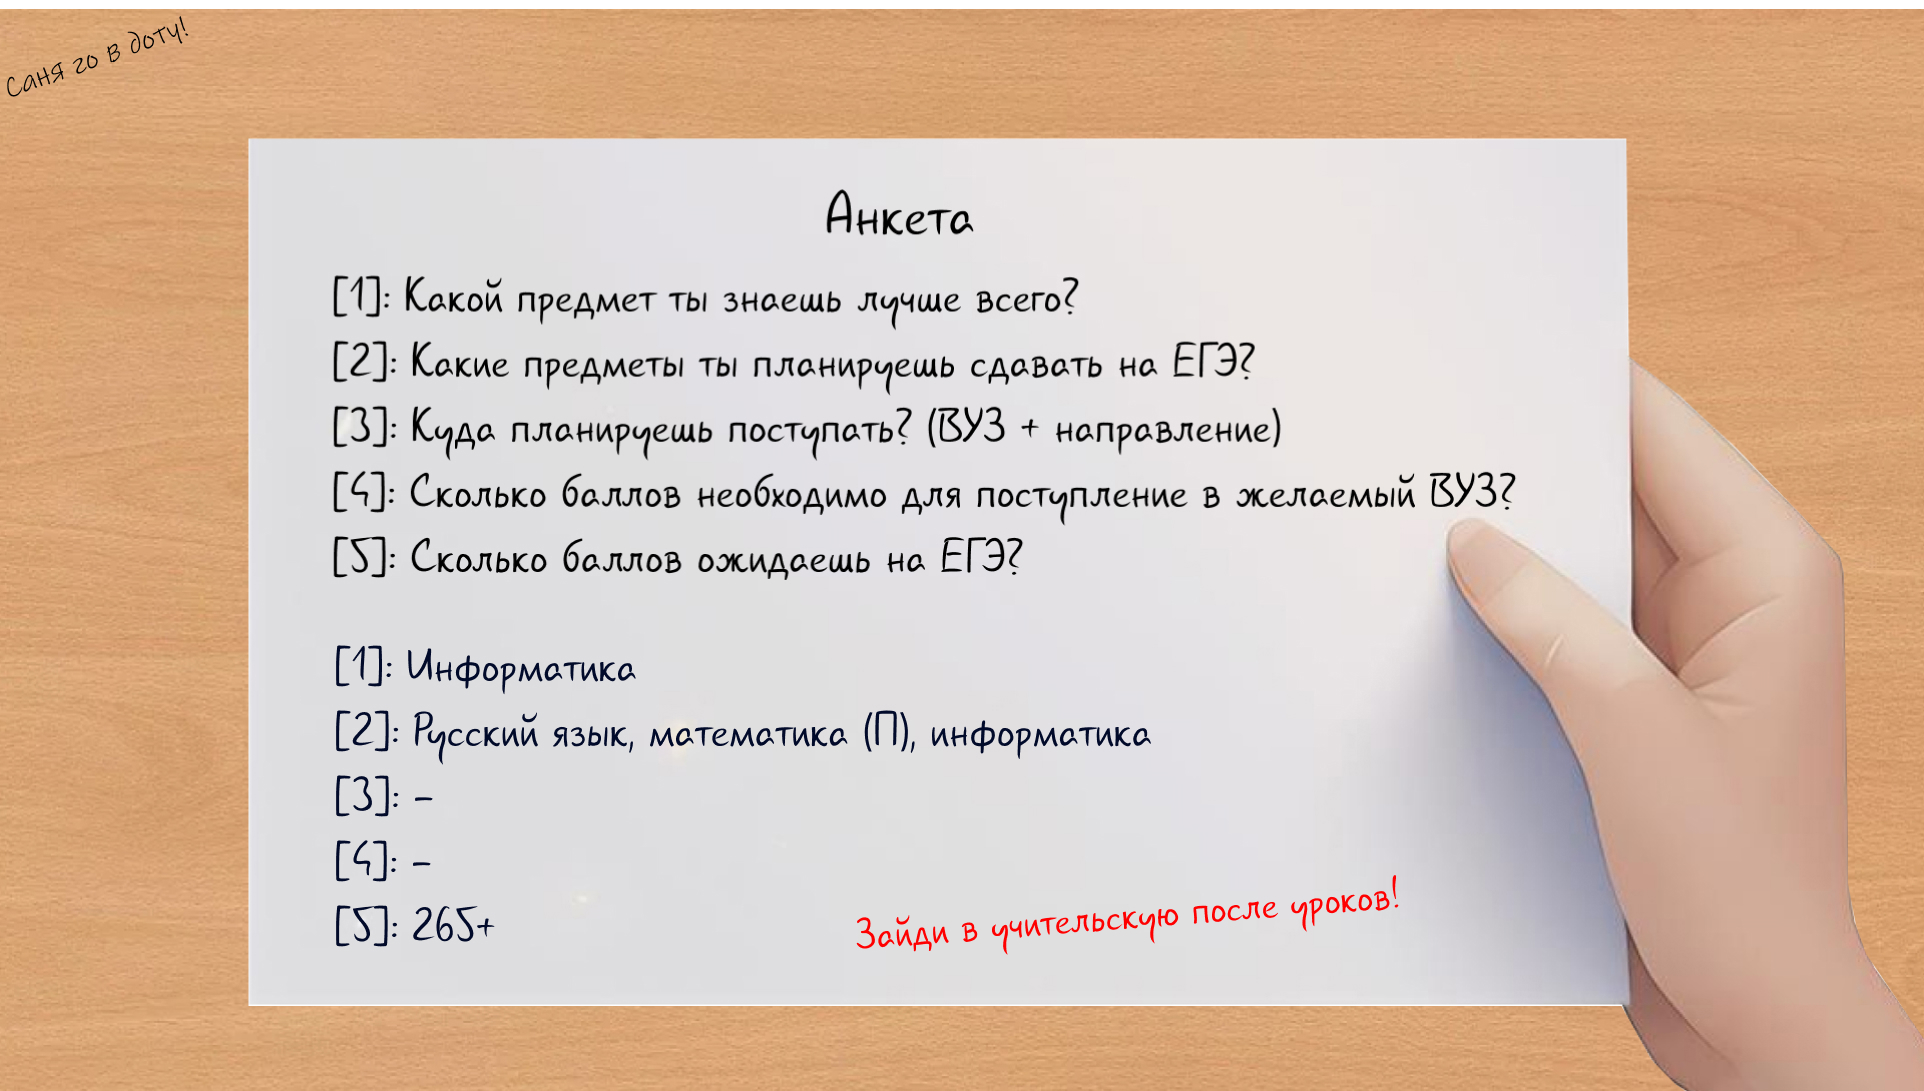 Саня го в доту!
Анкета
[1]: Какой предмет ты знаешь лучше всего?
[2]: Какие предметы ты планируешь сдавать на ЕГЭ?
[3]: Куда планируешь поступать? (ВУЗ + направление)
[4]: Сколько баллов необходимо для поступление в желаемый ВУЗ?
[5]: Сколько баллов ожидаешь на ЕГЭ?
[1]: Информатика
[2]: Русский язык, математика (П), информатика
[3]: –
[4]: –
[5]: 265+
Зайди в учительскую после уроков!